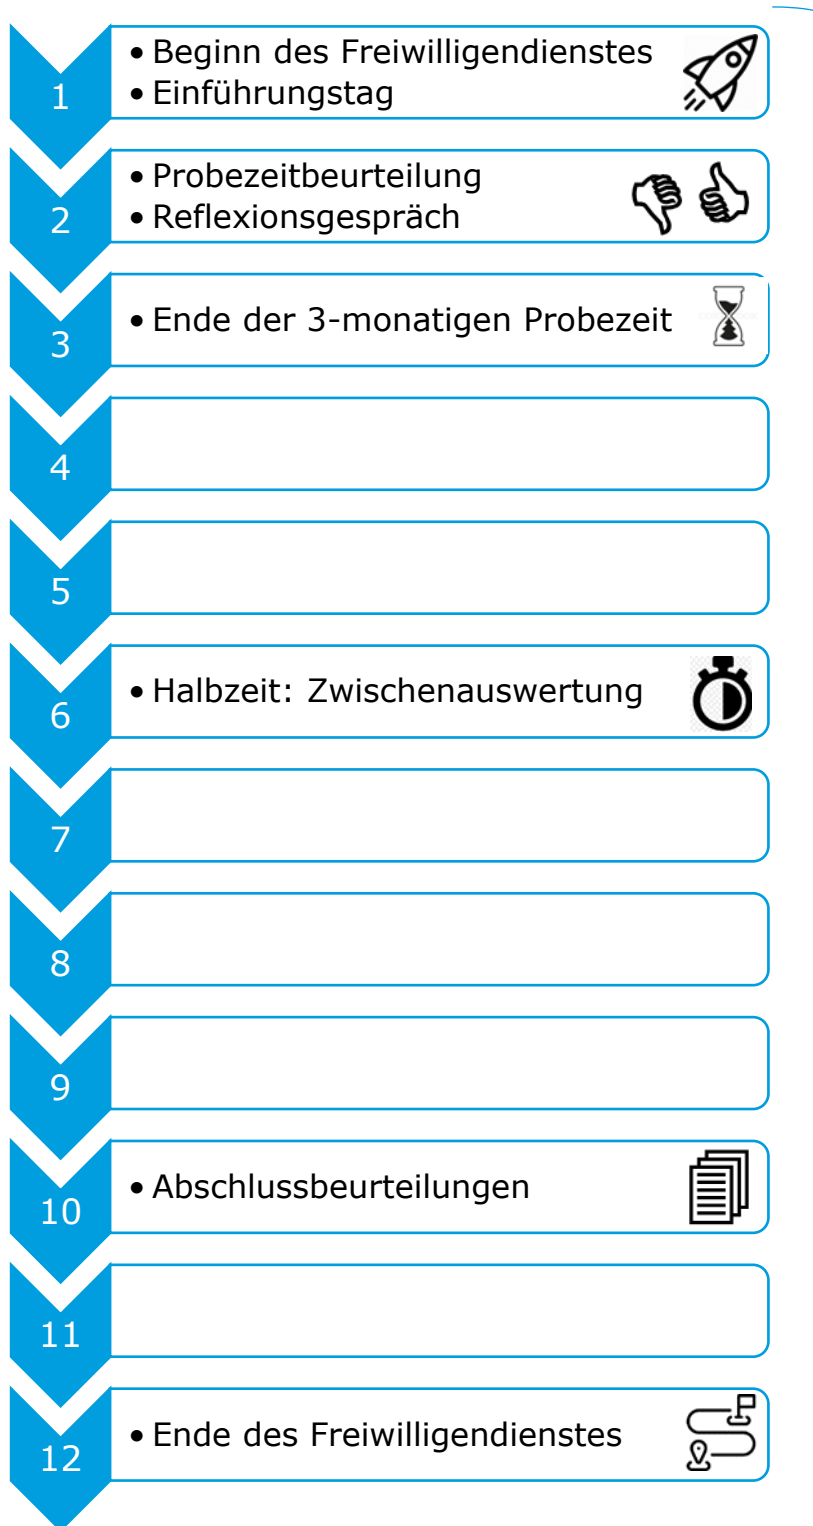 1
• Beginn des Freiwilligendienstes
• Einführungstag
2
• Probezeitbeurteilung
• Reflexionsgespräch
3
• Ende der 3-monatigen Probezeit
4
5
6
• Halbzeit: Zwischenauswertung
7
8
9
10
• Abschlussbeurteilungen
11
12
• Ende des Freiwilligendienstes